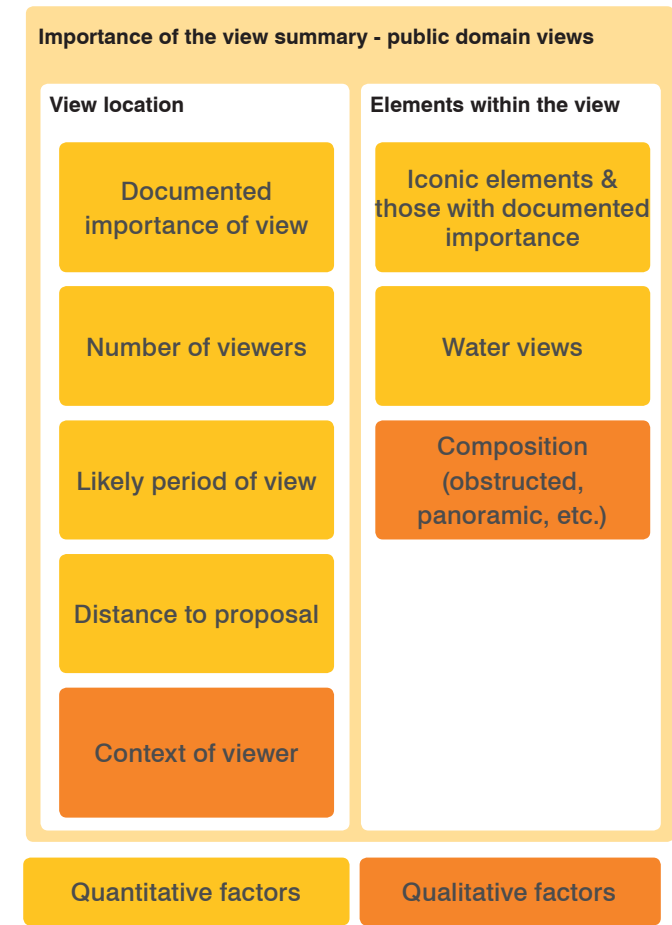 Importance of the view summary - public domain views
View location
Documented
importance of view
Number of viewers
Likely period of view
Distance to proposal
Context of viewer
Elements within the view
Iconic elements &
those with documented
importance
Water views
Composition
(obstructed,
panoramic, etc.)
Quantitative factors
Qualitative factors